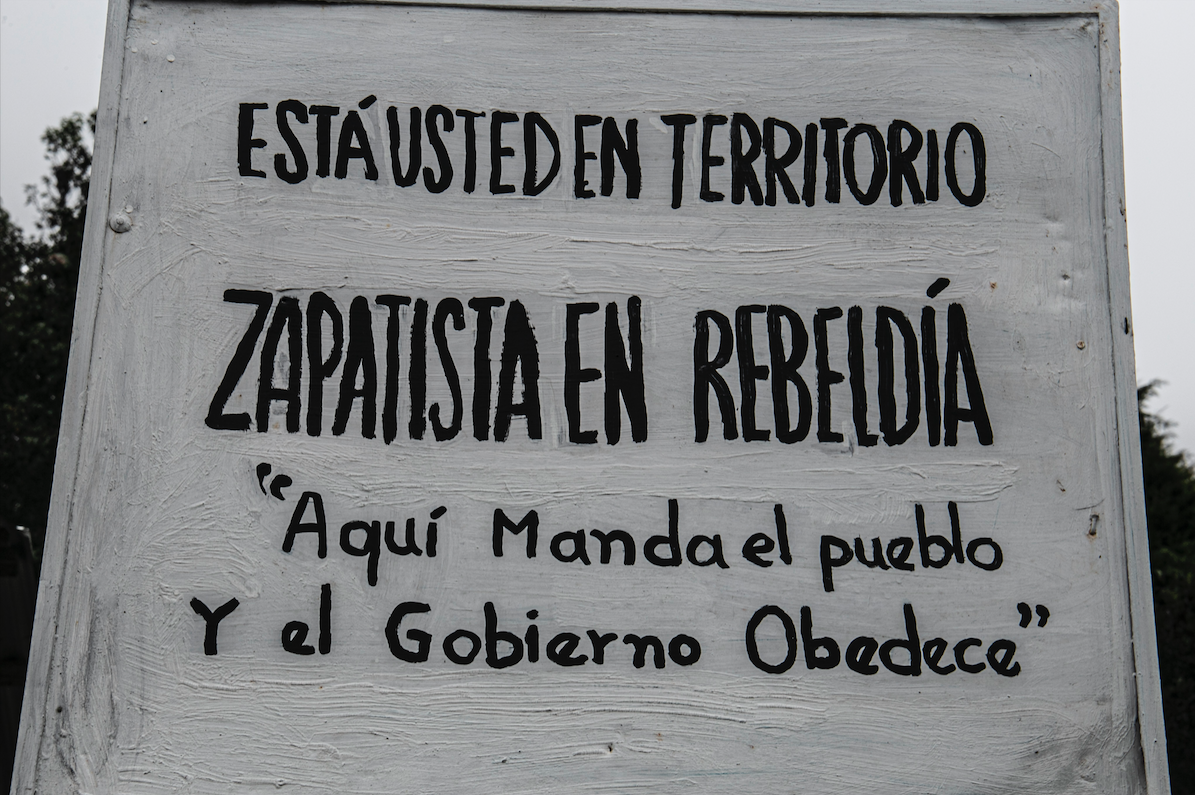 ESTÁ USTED EN TERRITORIO
ZAPATISTA EN REBELDÍA
“Aquí Manda el pueblo
Y el Gobierno Obedece”